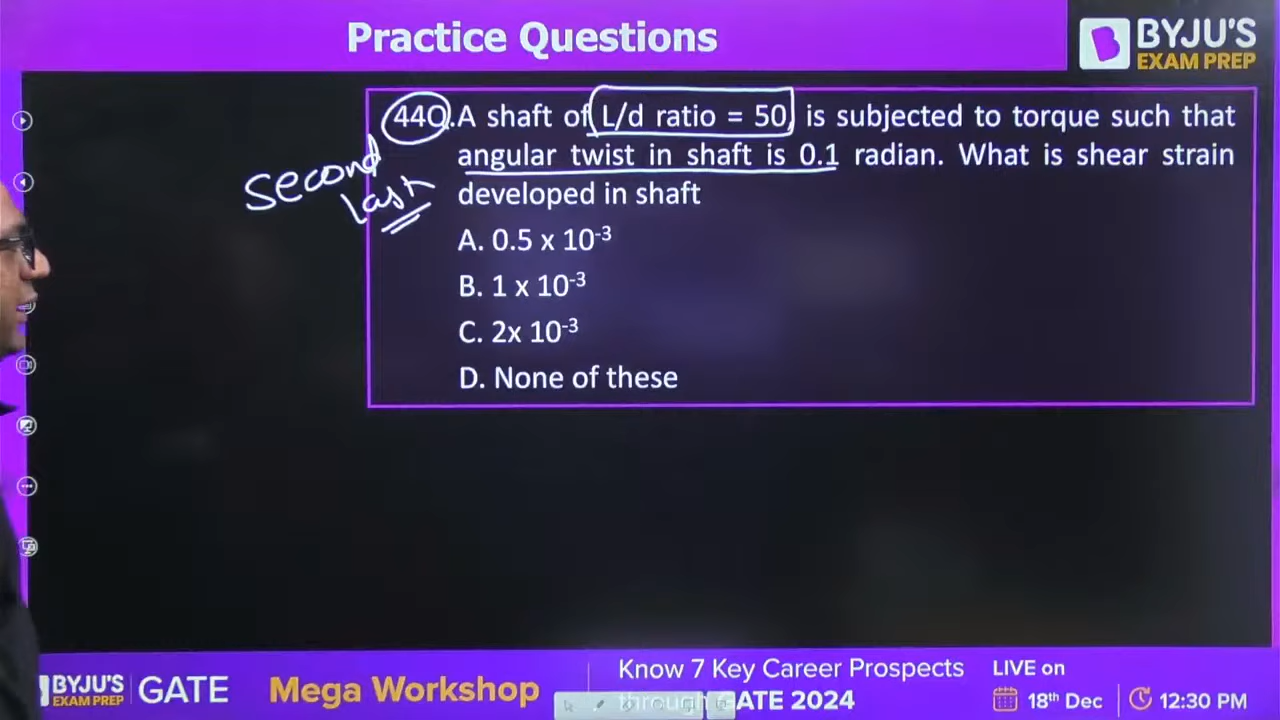 Practice Questions
BYJU'S
EXAM PREP
44Q. A shaft of L/d ratio = 50, is subjected to torque such that
angular twist in shaft is 0.1 radian. What is shear strain
developed in shaft
Second
Last
A. 0.5 x 10⁻³
B. 1 x 10⁻³
C. 2x 10⁻³
D. None of these
BYJU'S
EXAM PREP
GATE
Mega Workshop
Know 7 Key Career Prospects
through GATE 2024
LIVE on
18th Dec
12:30 PM